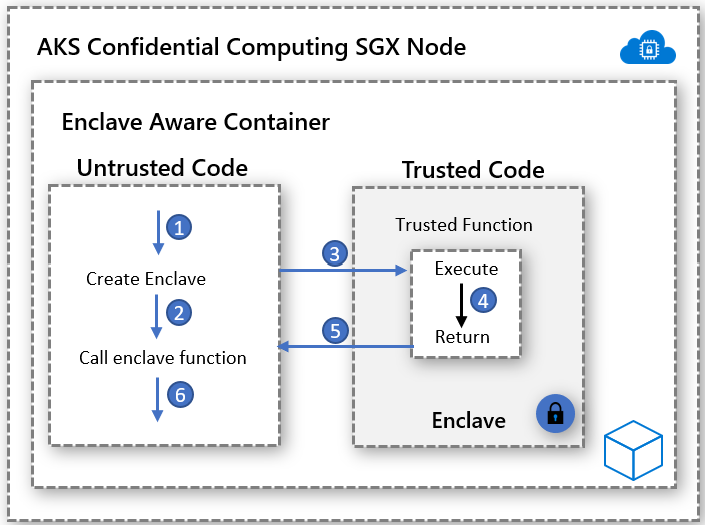 AKS Confidential Computing SGX Node
Enclave Aware Container
Untrusted Code
Trusted Code
1
Create Enclave
2
Call enclave function
6
3
5
Trusted Function
Execute
4
Return
Enclave